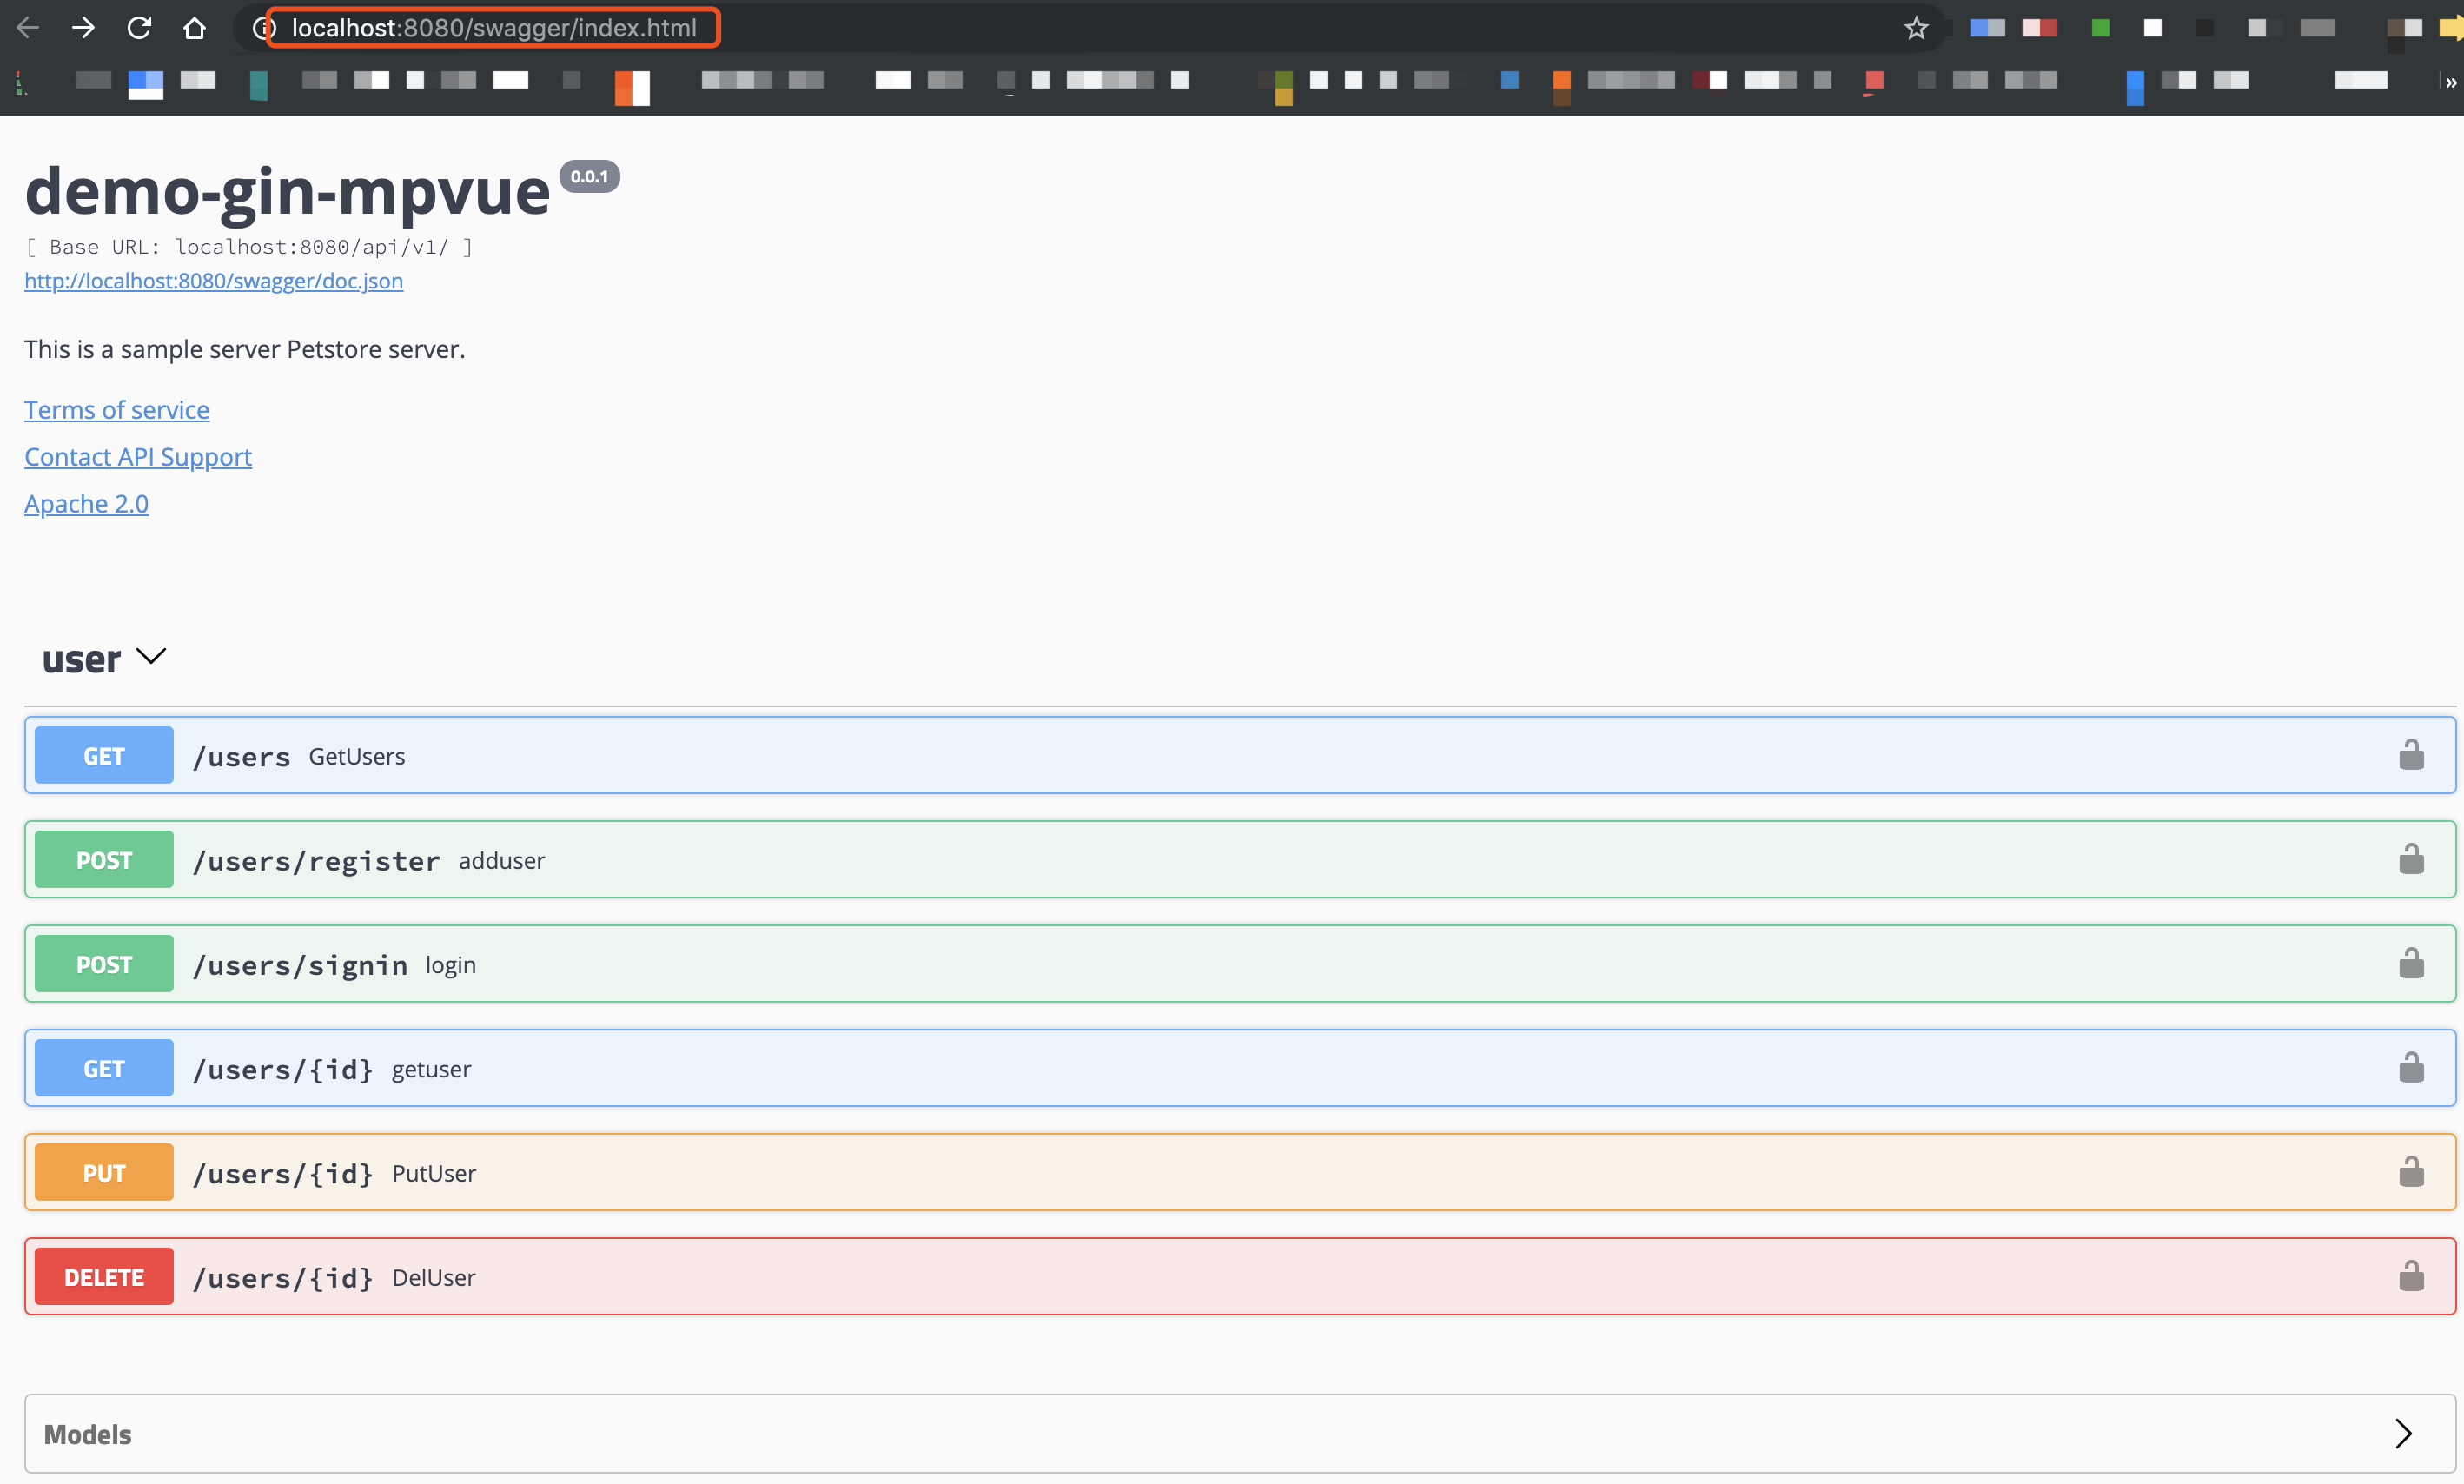 localhost:8080/swagger/index.html
»
demo-gin-mpvue 0.0.1
[ Base URL: localhost:8080/api/v1/ ]
http://localhost:8080/swagger/doc.json
This is a sample server Petstore server.
Terms of service
Contact API Support
Apache 2.0
user
GET /users GetUsers
POST /users/register adduser
POST /users/signin login
GET /users/{id} getuser
PUT /users/{id} PutUser
DELETE /users/{id} DelUser
Models